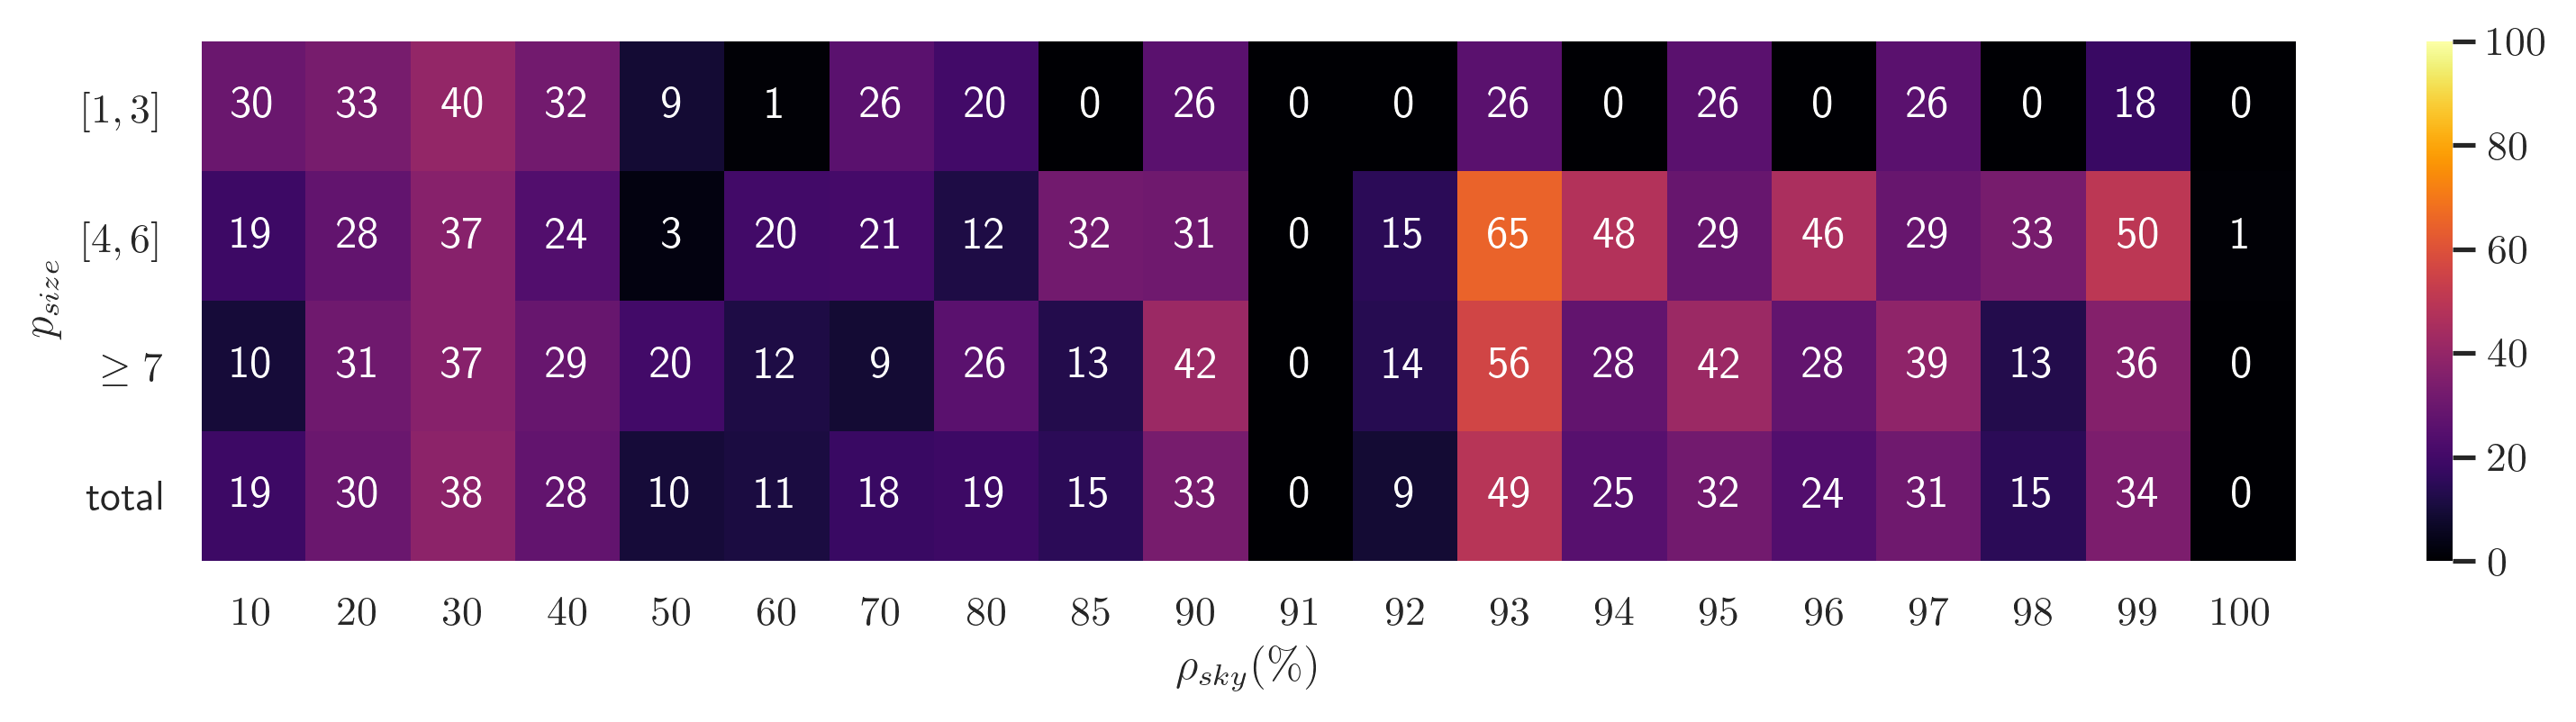 [1, 3] 30 33 40 32 9 1 26 20 0 26 0 0 26 0 26 0 26 0 18 0
[4, 6] 19 28 37 24 3 20 21 12 32 31 0 15 65 48 29 46 29 33 50 1
≥ 7 10 31 37 29 20 12 9 26 13 42 0 14 56 28 42 28 39 13 36 0
total 19 30 38 28 10 11 18 19 15 33 0 9 49 25 32 24 31 15 34 0
p_size
10 20 30 40 50 60 70 80 85 90 91 92 93 94 95 96 97 98 99 100
ρ_sky(%)
100
80
60
40
20
0